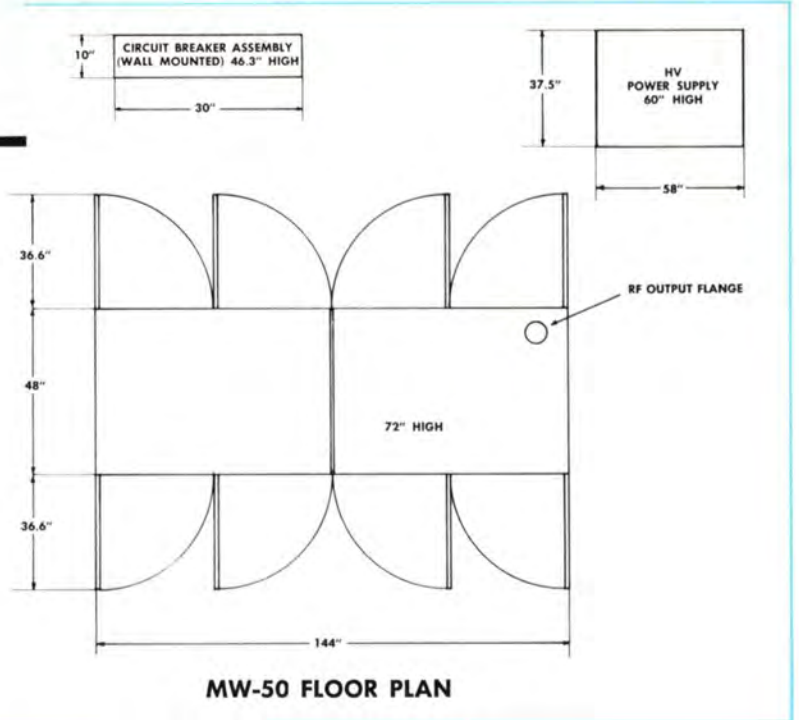 10"
CIRCUIT BREAKER ASSEMBLY
(WALL MOUNTED) 46.3" HIGH
30"
37.5"
HV
POWER SUPPLY
60" HIGH
58"
36.6"
RF OUTPUT FLANGE
48"
72" HIGH
36.6"
144"
MW-50 FLOOR PLAN